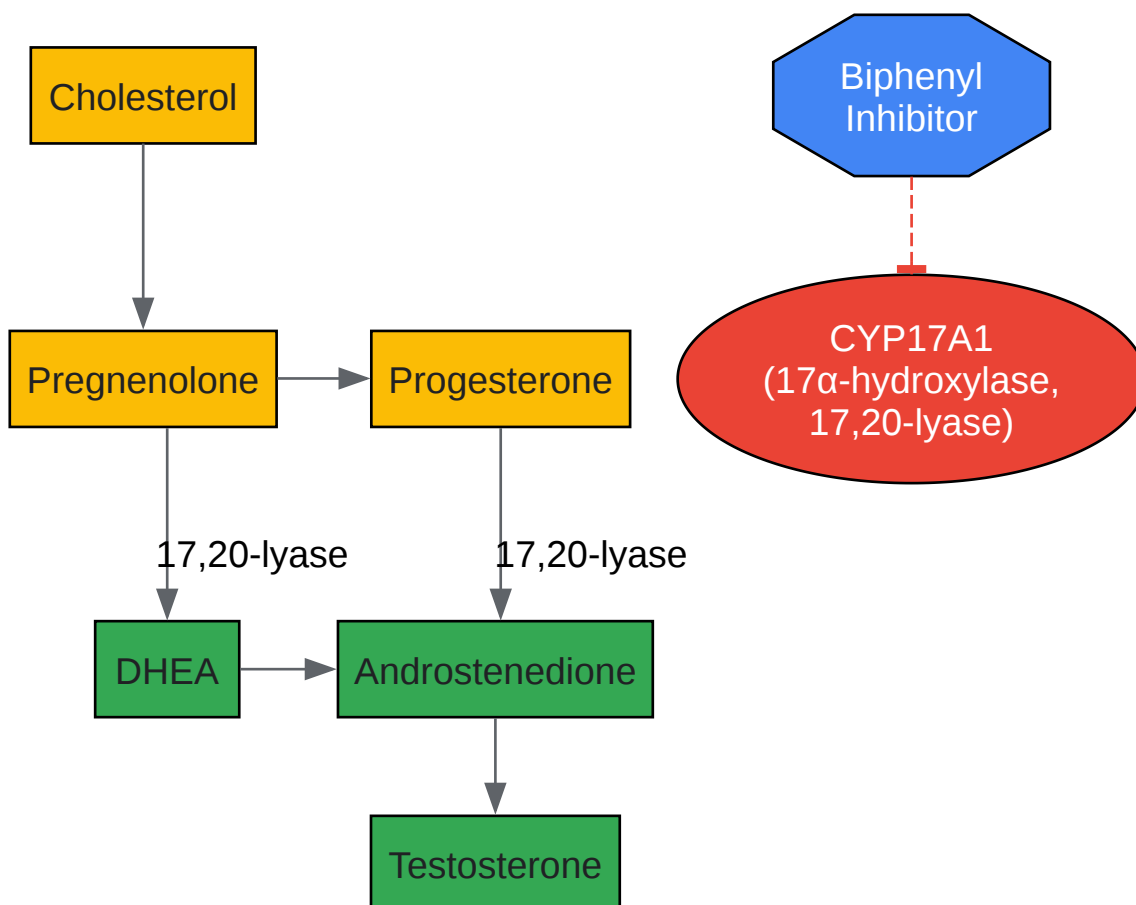 Cholesterol
Biphenyl
Inhibitor
Pregnenolone
Progesterone
CYP17A1
(17α-hydroxylase,
17,20-lyase)
17,20-lyase
17,20-lyase
DHEA
Androstenedione
Testosterone